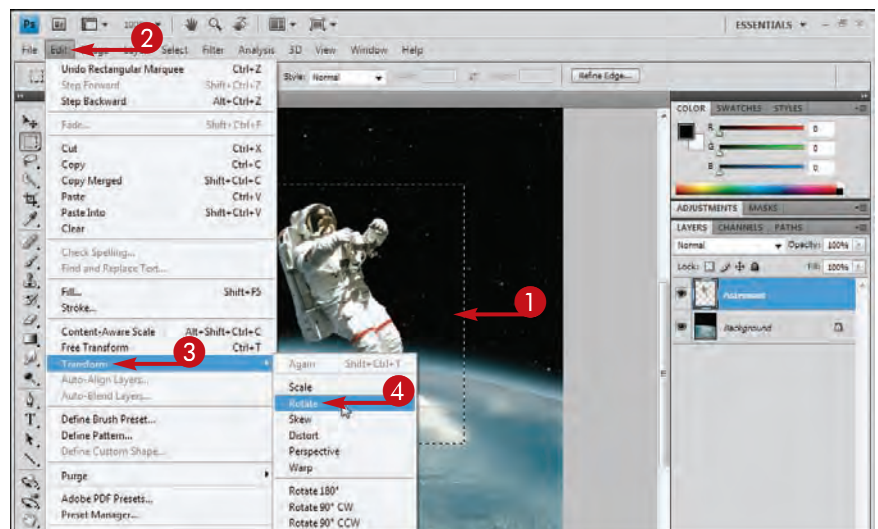 Ps Br 100%
ESSENTIALS
2
File Edit Select Filter Analysis 3D View Window Help
Style: Normal Refine Edge...
Undo Rectangular Marquee Ctrl+Z
Step Forward Shift+Ctrl+Z
Step Backward Alt+Ctrl+Z
Fade... Shift+Ctrl+F
Cut Ctrl+X
Copy Ctrl+C
Copy Merged Shift+Ctrl+C
Paste Ctrl+V
Paste Into Shift+Ctrl+V
Clear
Check Spelling...
Find and Replace Text...
Fill... Shift+F5
Stroke...
Content-Aware Scale Alt+Shift+Ctrl+C
Free Transform Ctrl+T
Transform
3
Auto-Align Layers...
Auto-Blend Layers...
Define Brush Preset...
Define Pattern...
Define Custom Shape...
Purge
Adobe PDF Presets...
Preset Manager...
Again Shift+Ctrl+T
Scale
Rotate
4
Skew
Distort
Perspective
Warp
Rotate 180°
Rotate 90° CW
Rotate 90° CCW
1
COLOR SWATCHES STYLES
R 0
G 0
B 0
ADJUSTMENTS MASKS
LAYERS CHANNELS PATHS
Normal Opacity: 100%
Lock: Fill: 100%
Astronaut
Background